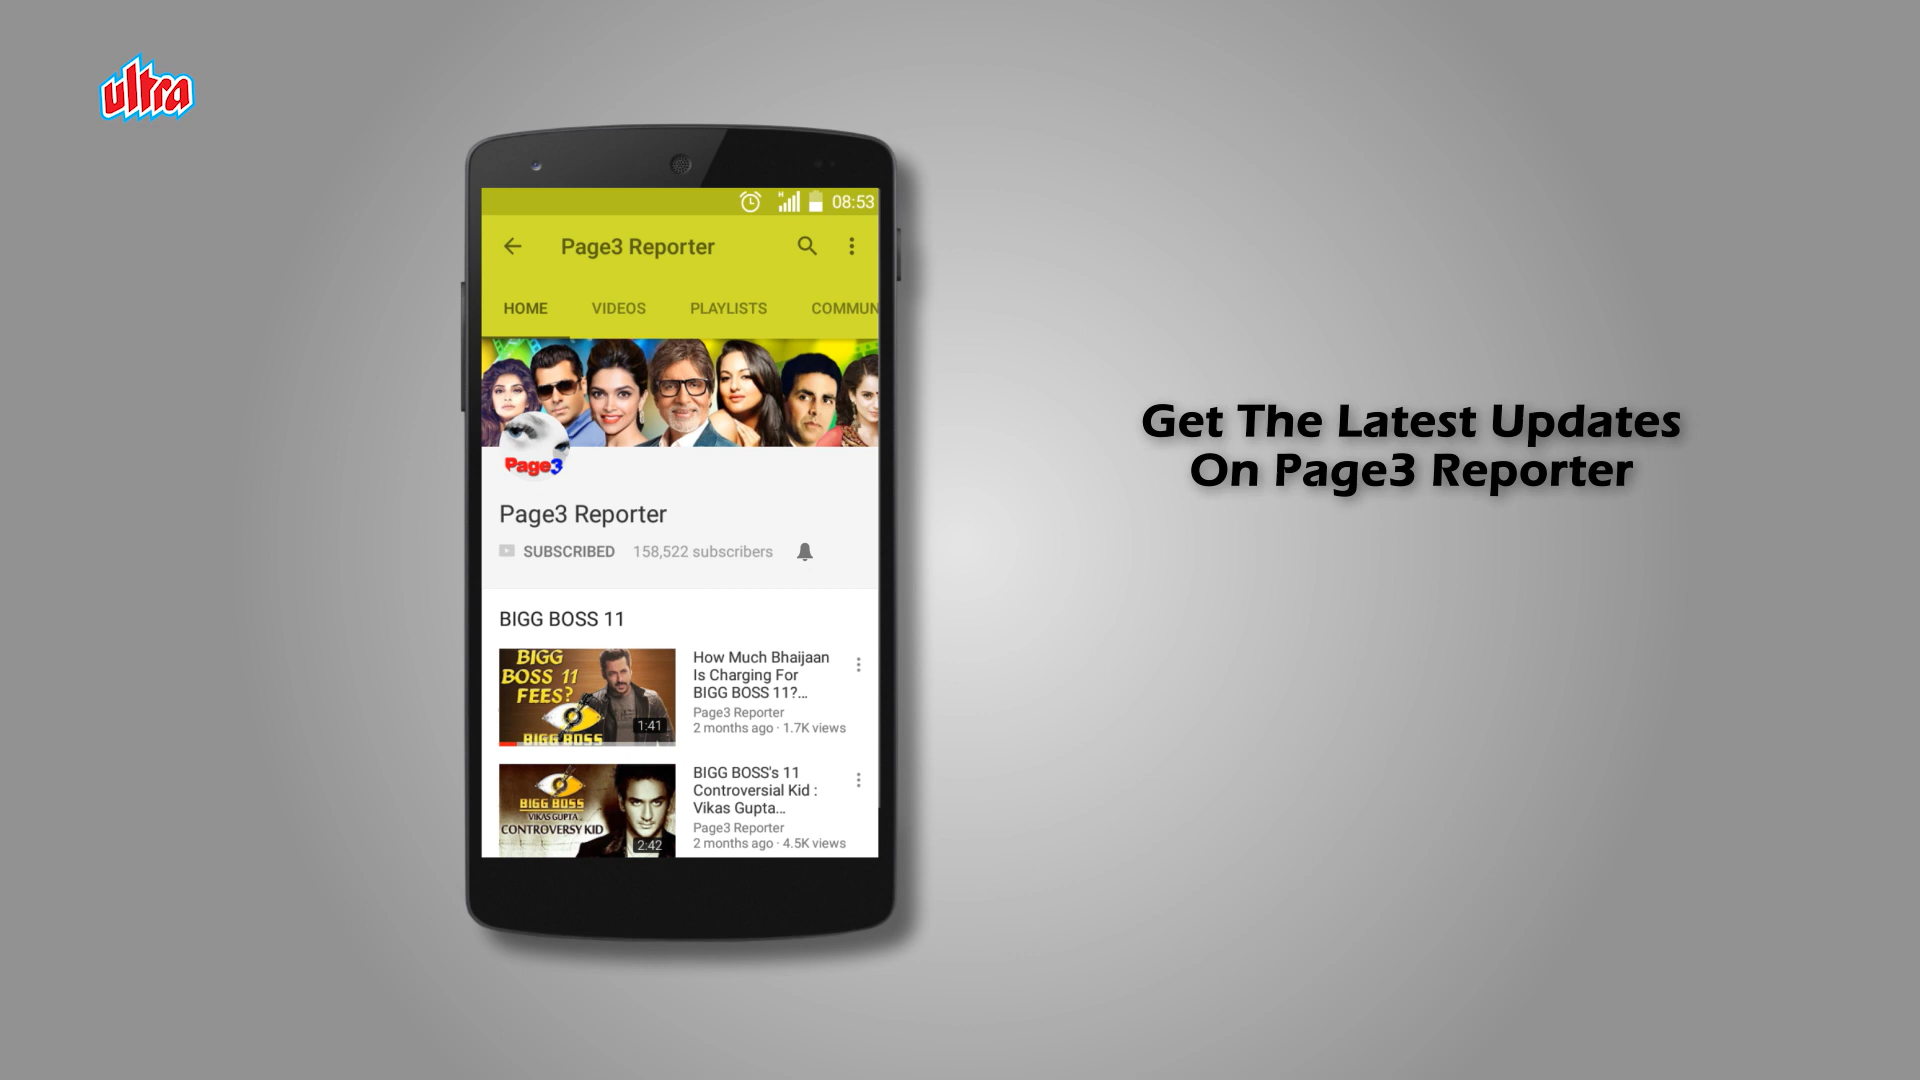 ultra
08:53
Page3 Reporter
HOME VIDEOS PLAYLISTS COMMUN
Page3
Page3 Reporter
SUBSCRIBED 158,522 subscribers
BIGG BOSS 11
BIGG
BOSS 11
FEES?
BIGG BOSS
1:41
How Much Bhaijaan
Is Charging For
BIGG BOSS 11?...
Page3 Reporter
2 months ago · 1.7K views
BIGG BOSS
VIKAS GUPTA
CONTROVERSY KID
2:42
BIGG BOSS's 11
Controversial Kid :
Vikas Gupta...
Page3 Reporter
2 months ago · 4.5K views
Get The Latest Updates
On Page3 Reporter